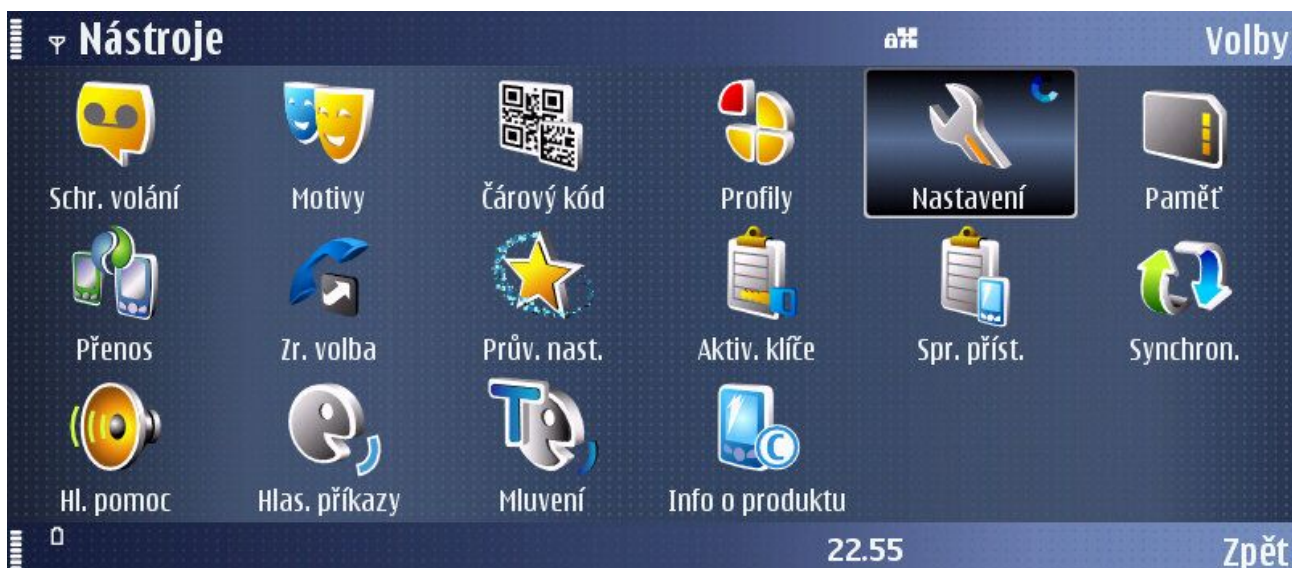 Nástroje
Volby
Schr. volání
Motivy
Čárový kód
Profily
Nastavení
Paměť
Přenos
Zr. volba
Prův. nast.
Aktiv. klíče
Spr. příst.
Synchron.
Hl. pomoc
Hlas. příkazy
Mluvení
Info o produktu
22.55
Zpět